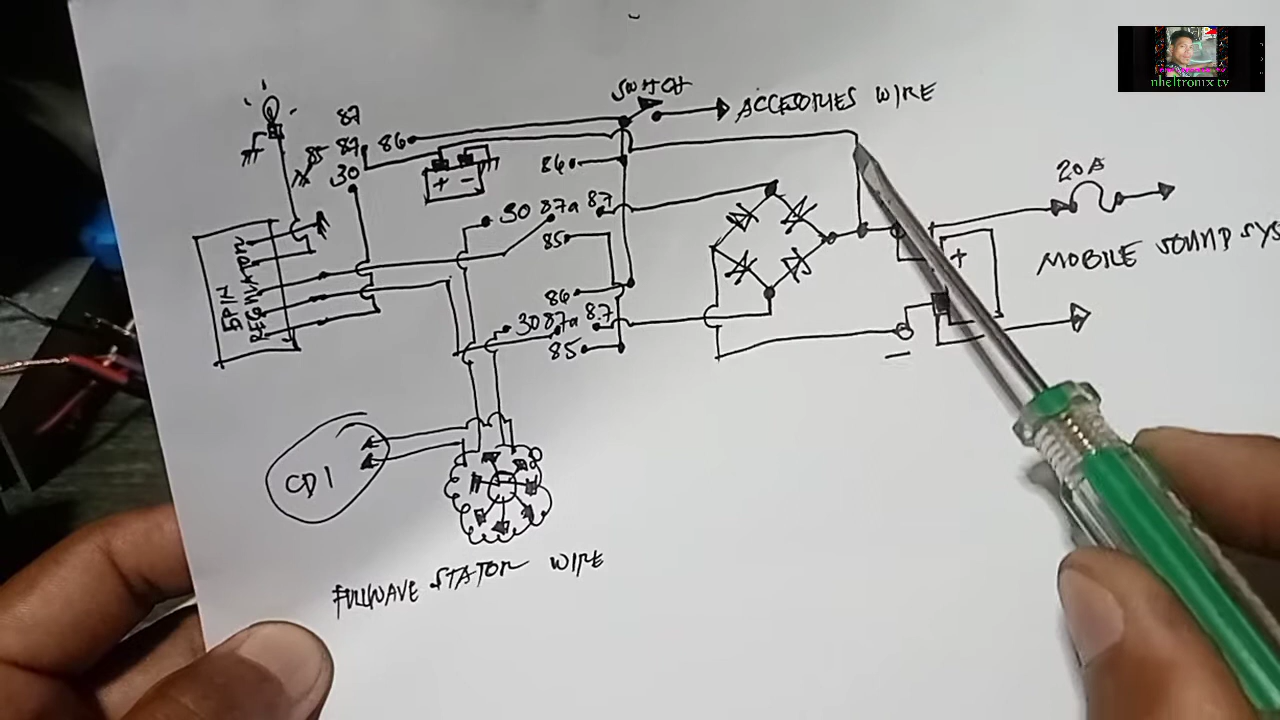 SWITCH
ACCESORIES WIRE
87
85 87 86
30
+ -
86
30 87a 87
85
5PIN
REGULATOR
86
30 87a 87
85
20A
+
MOBILE SOUND SYS
-
CDI
FULLWAVE STATOR WIRE
nheltronix tv